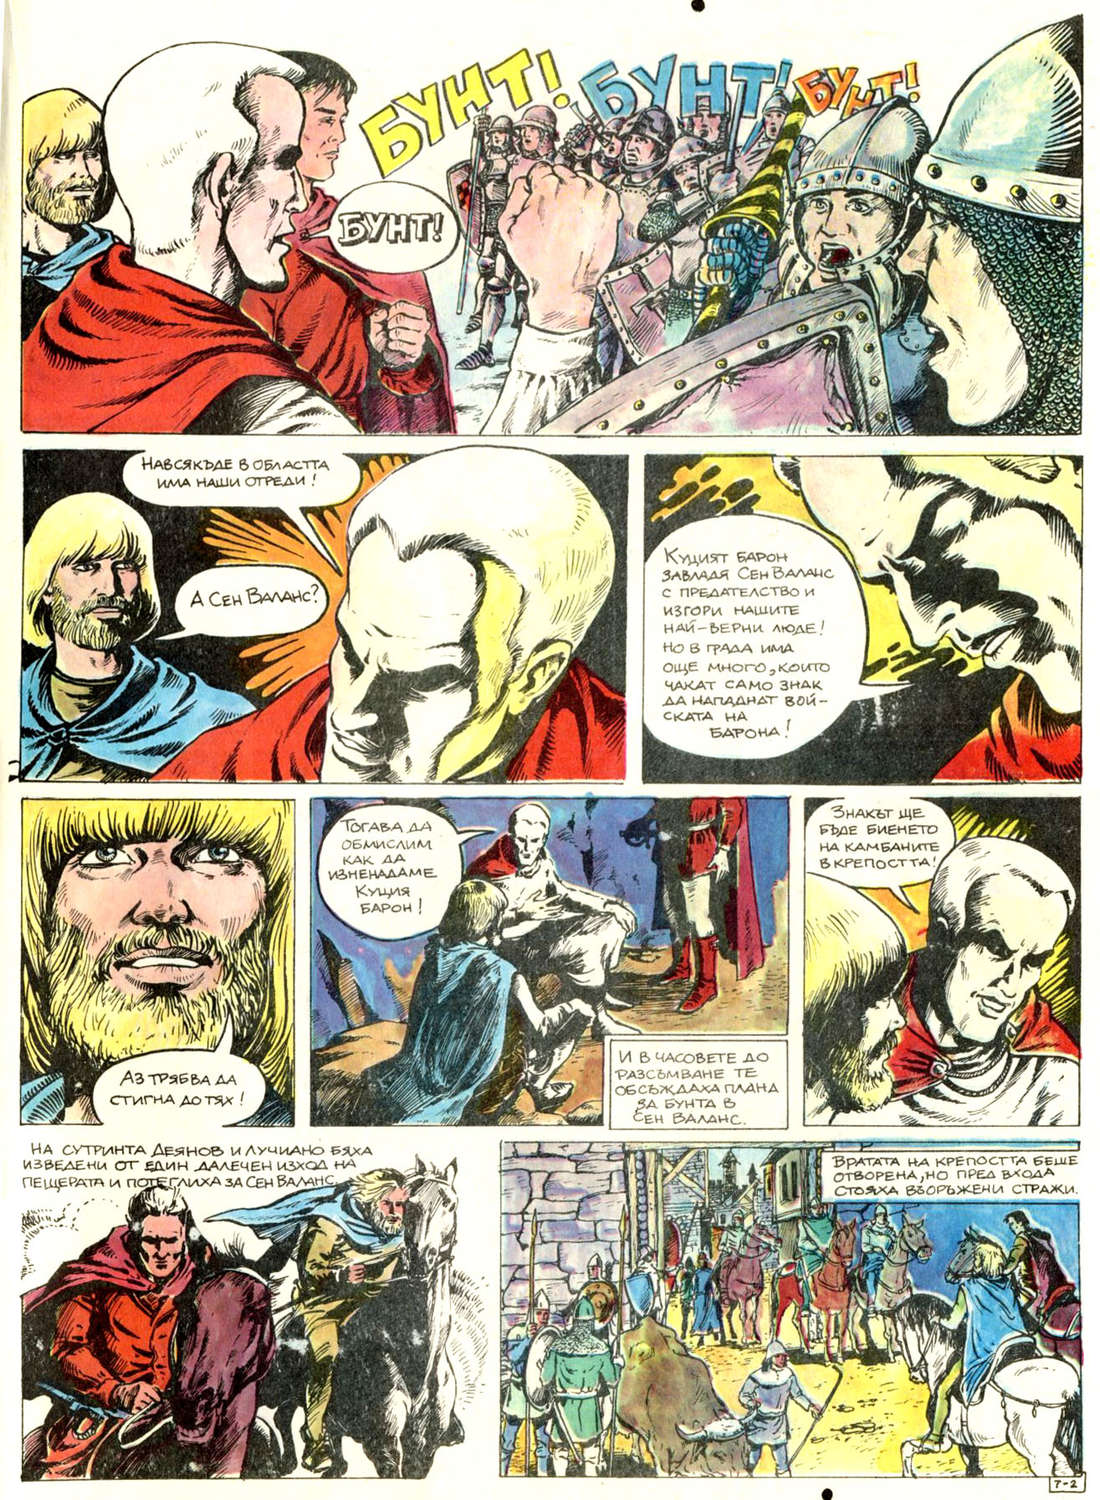 БУНТ!
БУНТ!
БУНТ!
БУНТ!
НАВСЯКЪДЕ В ОБЛАСТТА
ИМА НАШИ ОТРЕДИ!
А СЕН ВАЛАНС?
КУЦИЯТ БАРОН
ЗАВЛАДЯ СЕН ВАЛАНС
С ПРЕДАТЕЛСТВО И
ИЗГОРИ НАШИТЕ
НАЙ-ВЕРНИ ЛЮДЕ!
НО В ГРАДА ИМА
ОЩЕ МНОГО, КОИТО
ЧАКАТ САМО ЗНАК
ДА НАПАДНАТ ВОЙ-
СКАТА НА
БАРОНА!
АЗ ТРЯБВА ДА
СТИГНА ДО ТЯХ!
ТОГАВА ДА
ОБМИСЛИМ
КАК ДА
ИЗНЕНАДАМЕ
КУЦИЯ
БАРОН!
И В ЧАСОВЕТЕ ДО
РАЗСЪМВАНЕ ТЕ
ОБСЪЖДАХА ПЛАНА
ЗА БУНТА В
СЕН ВАЛАНС.
ЗНАКЪТ ЩЕ
БЪДЕ БИЕНЕТО
НА КАМБАНИТЕ
В КРЕПОСТТА!
НА СУТРИНТА ДЕЯНОВ И ЛУЧИАНО БЯХА
ИЗВЕДЕНИ ОТ ЕДИН ДАЛЕЧЕН ИЗХОД НА
ПЕЩЕРАТА И ПОТЕГЛИХА ЗА СЕН ВАЛАНС.
ВРАТАТА НА КРЕПОСТТА БЕШЕ
ОТВОРЕНА, НО ПРЕД ВХОДА
СТОЯХА ВЪОРЪЖЕНИ СТРАЖИ.
7-2